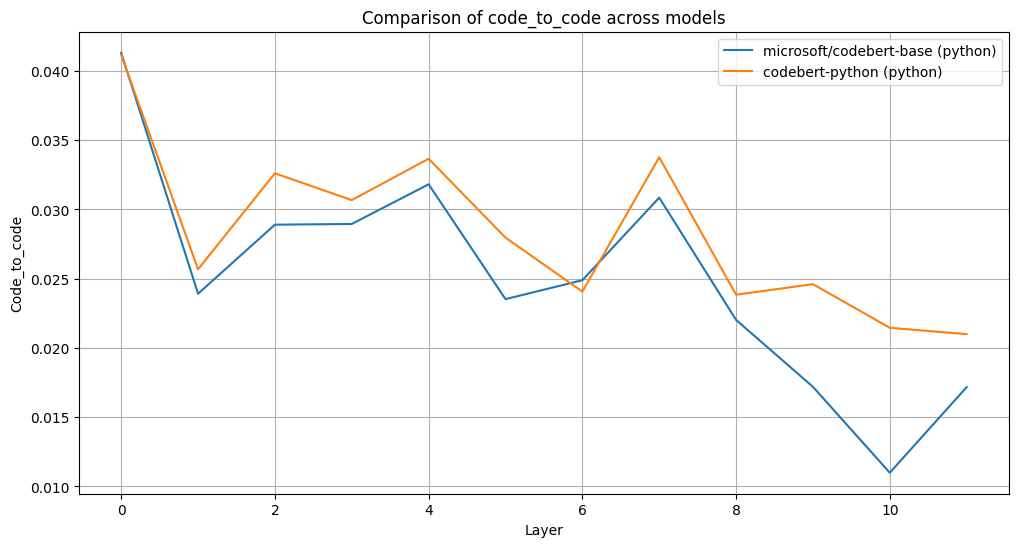 Comparison of code_to_code across models
microsoft/codebert-base (python)
codebert-python (python)
Code_to_code
0.040
0.035
0.030
0.025
0.020
0.015
0.010
0
2
4
6
8
10
Layer